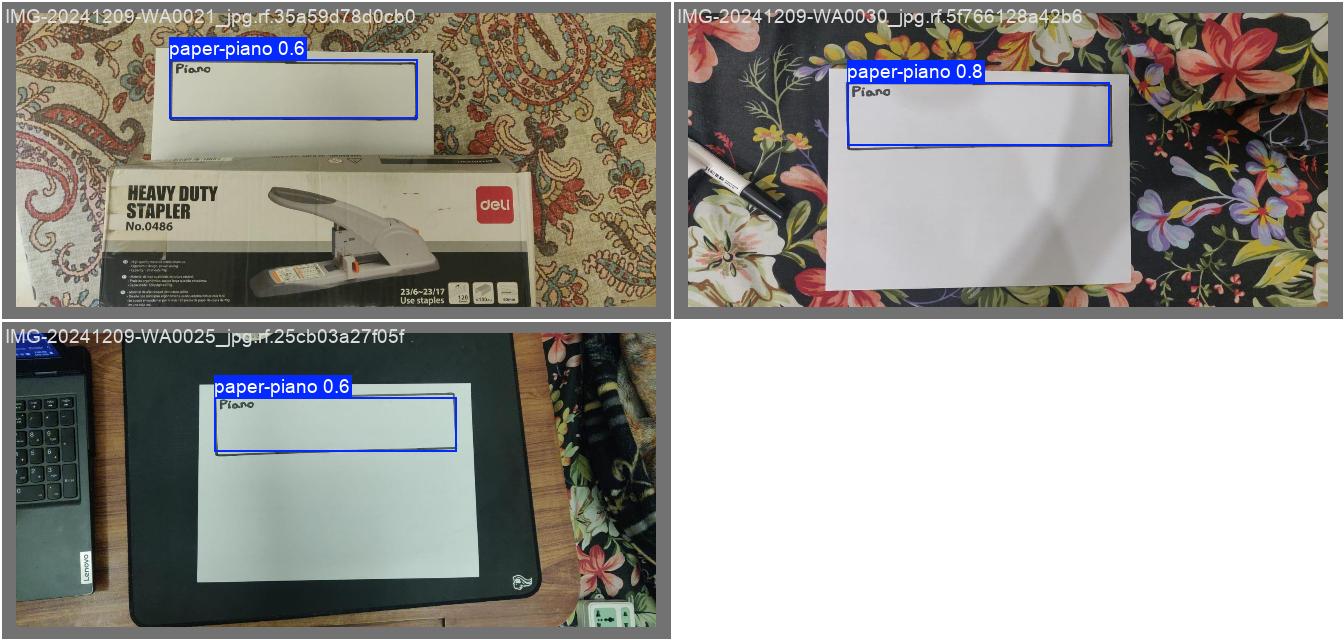 IMG-20241209-WA0021_jpg.rf.35a59d78d0cb0
paper-piano 0.6
Piano
HEAVY DUTY
STAPLER
No.0486
deli
23/6~23/17
Use staples
IMG-20241209-WA0030_jpg.rf.5f766128a42b6
paper-piano 0.8
Piano
IMG-20241209-WA0025_jpg.rf.25cb03a27f05f
paper-piano 0.6
Piano
Lenovo